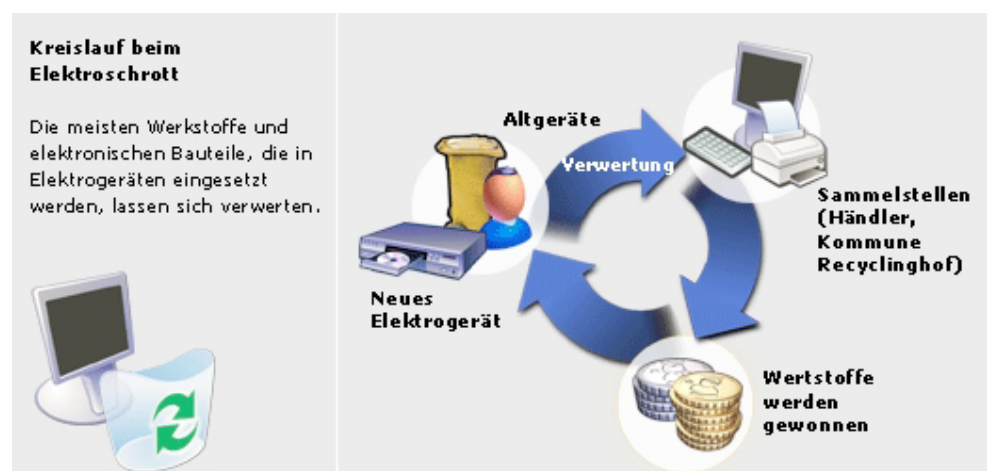 Kreislauf beim
Elektroschrott
Die meisten Werkstoffe und
elektronischen Bauteile, die in
Elektrogeräten eingesetzt
werden, lassen sich verwerten.
Altgeräte
Verwertung
Sammelstellen
(Händler,
Kommune
Recyclinghof)
Neues
Elektrogerät
Wertstoffe
werden
gewonnen